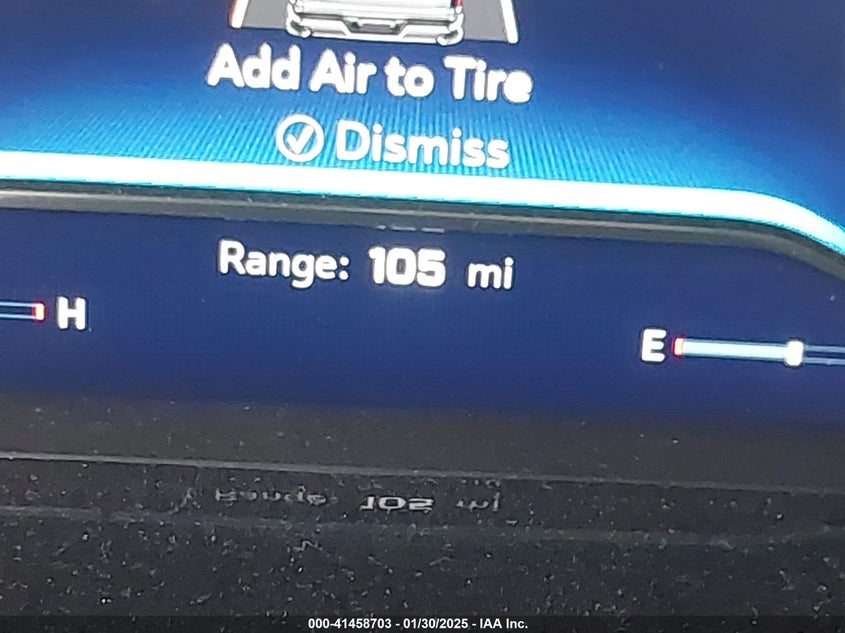 Add Air to Tire
Dismiss
Range: 105 mi
H
E
000-41458703 - 01/30/2025 - IAA Inc.